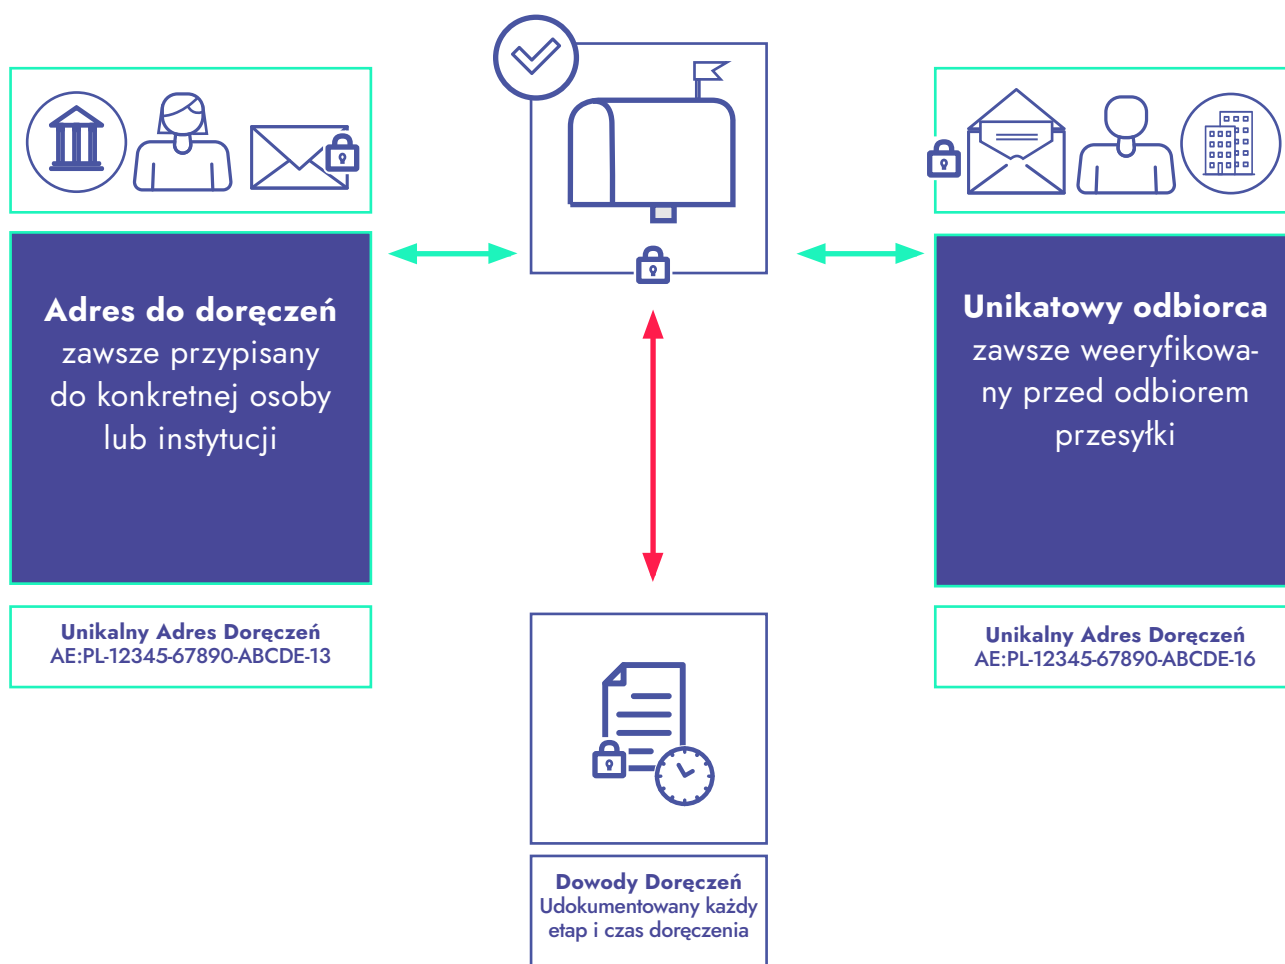 Adres do doręczeń
zawsze przypisany
do konkretnej osoby
lub instytucji
Unikalny Adres Doręczeń
AE:PL-12345-67890-ABCDE-13
Unikatowy odbiorca
zawsze weeryfikowa-
ny przed odbiorem
przesyłki
Unikalny Adres Doręczeń
AE:PL-12345-67890-ABCDE-16
Dowody Doręczeń
Udokumentowany każdy
etap i czas doręczenia